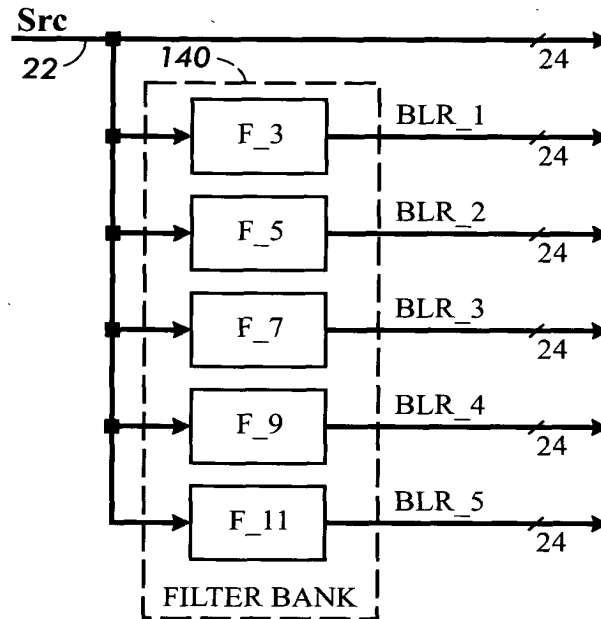 Src
22
140
24
F_3
BLR_1
24
F_5
BLR_2
24
F_7
BLR_3
24
F_9
BLR_4
24
F_11
BLR_5
24
FILTER BANK